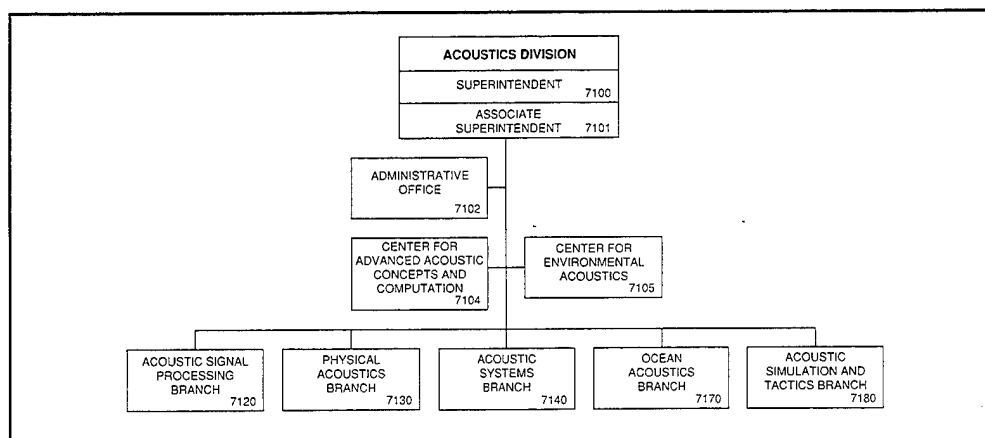 ACOUSTICS DIVISION
SUPERINTENDENT
7100
ASSOCIATE
SUPERINTENDENT 7101
ADMINISTRATIVE
OFFICE
7102
CENTER FOR
ADVANCED ACOUSTIC
CONCEPTS AND
COMPUTATION
7104
CENTER FOR
ENVIRONMENTAL
ACOUSTICS
7105
ACOUSTIC SIGNAL
PROCESSING
BRANCH
7120
PHYSICAL
ACOUSTICS
BRANCH
7130
ACOUSTIC
SYSTEMS
BRANCH
7140
OCEAN
ACOUSTICS
BRANCH
7170
ACOUSTIC
SIMULATION AND
TACTICS BRANCH
7180